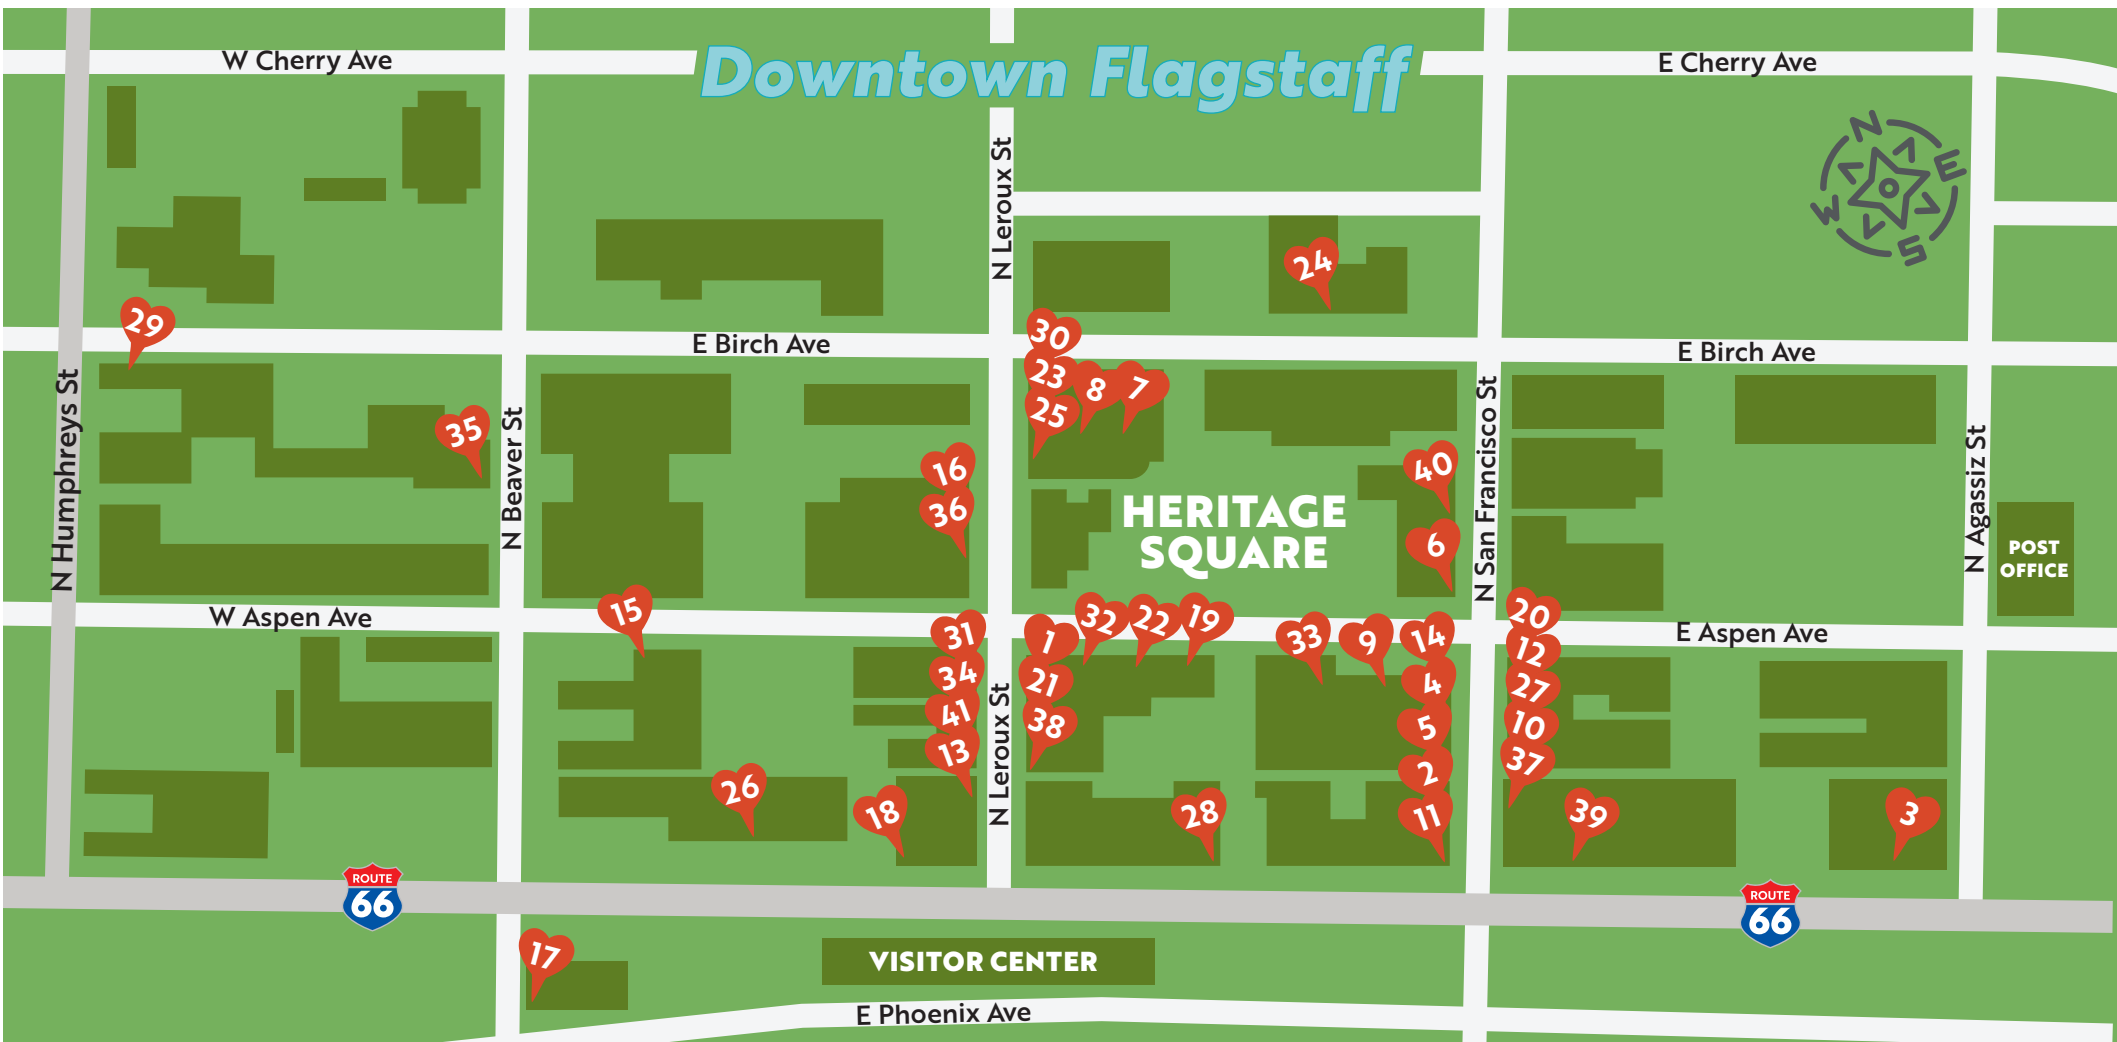 W Cherry Ave
Downtown Flagstaff
E Cherry Ave
N
E
W
S
N Leroux St
24
29
30
E Birch Ave
E Birch Ave
23
8
7
25
35
16
40
36
HERITAGE
SQUARE
6
N Humphreys St
N Beaver St
N San Francisco St
N Agassiz St
POST
OFFICE
W Aspen Ave
15
31
1
32
22
19
33
9
14
20
E Aspen Ave
12
34
21
4
27
41
38
5
10
13
2
37
N Leroux St
26
18
28
11
39
3
ROUTE
66
ROUTE
66
17
VISITOR CENTER
E Phoenix Ave